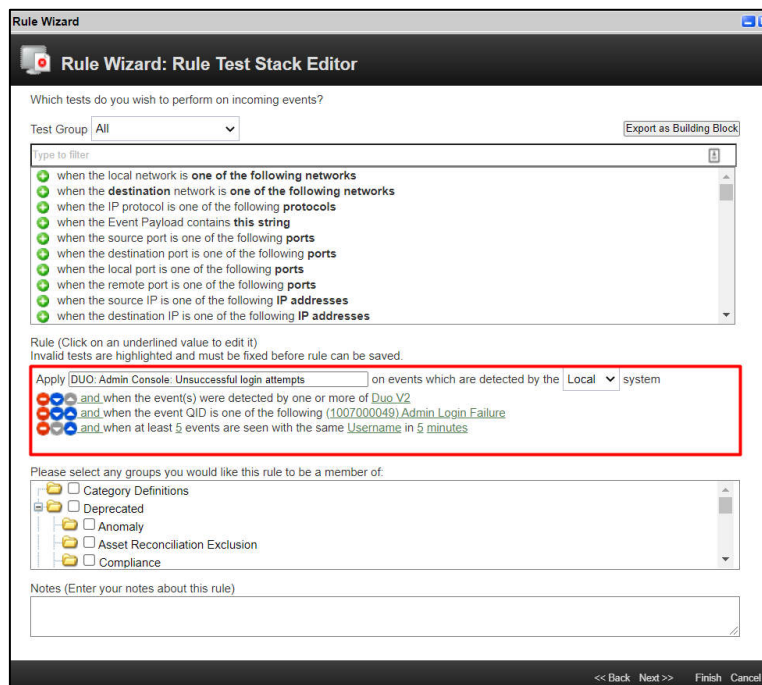 Rule Wizard
Rule Wizard: Rule Test Stack Editor
Which tests do you wish to perform on incoming events?
Test Group All Export as Building Block
Type to filter
when the local network is one of the following networks
when the destination network is one of the following networks
when the IP protocol is one of the following protocols
when the Event Payload contains this string
when the source port is one of the following ports
when the destination port is one of the following ports
when the local port is one of the following ports
when the remote port is one of the following ports
when the source IP is one of the following IP addresses
when the destination IP is one of the following IP addresses
Rule (Click on an underlined value to edit it)
Invalid tests are highlighted and must be fixed before rule can be saved.
Apply DUO: Admin Console: Unsuccessful login attempts on events which are detected by the Local system
and when the event(s) were detected by one or more of Duo V2
and when the event QID is one of the following (1007000049) Admin Login Failure
and when at least 5 events are seen with the same Username in 5 minutes
Please select any groups you would like this rule to be a member of:
Category Definitions
Deprecated
Anomaly
Asset Reconciliation Exclusion
Compliance
Notes (Enter your notes about this rule)
<< Back Next >> Finish Cancel